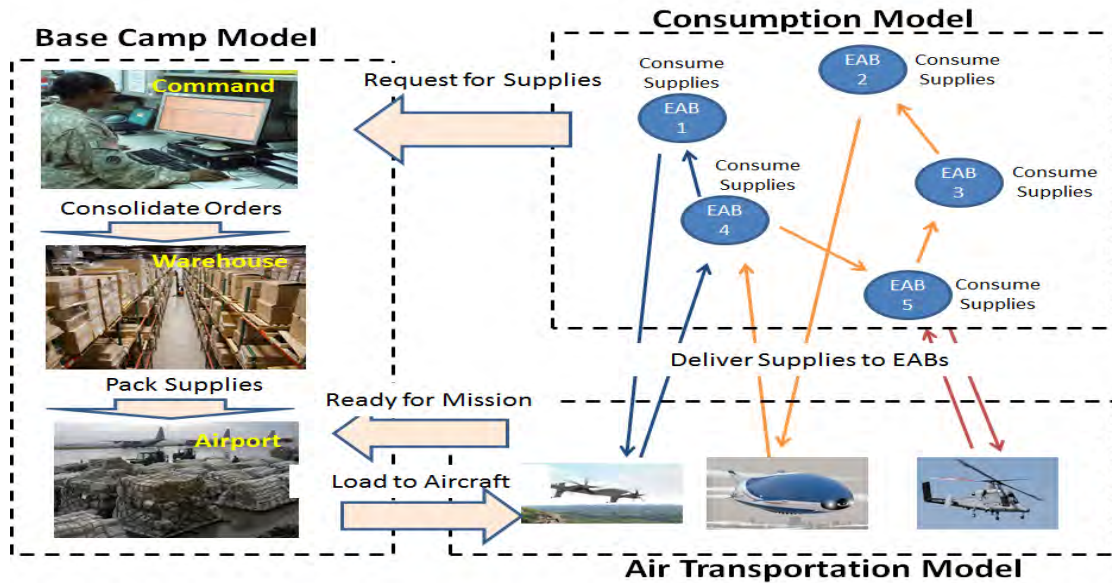 Base Camp Model
Command
Consolidate Orders
Warehouse
Pack Supplies
Airport
Request for Supplies
Ready for Mission
Load to Aircraft
Consumption Model
Consume
Supplies
EAB
1
EAB
2
Consume
Supplies
Consume
Supplies
EAB
3
Consume
Supplies
EAB
4
EAB
5
Consume
Supplies
Deliver Supplies to EABs
Air Transportation Model